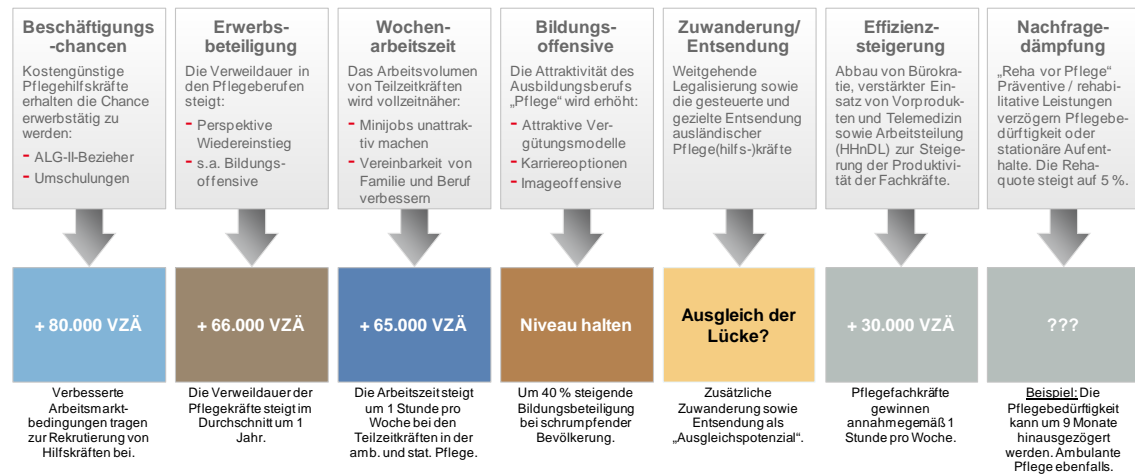 Beschäftigungs
-chancen
Kostengünstige
Pflegehilfskräfte
erhalten die Chance
erwerbstätig zu
werden:
- ALG-II-Bezieher
- Umschulungen
+ 80.000 VZÄ
Verbesserte
Arbeitsmarkt-
bedingungen tragen
zur Rekrutierung von
Hilfskräften bei.
Erwerbs-
beteiligung
Die Verweildauer in
den Pflegeberufen
steigt:
- Perspektive
Wiedereinstieg
- s.a. Bildungs-
offensive
+ 66.000 VZÄ
Die Verweildauer der
Pflegekräfte steigt im
Durchschnitt um 1
Jahr.
Wochen-
arbeitszeit
Das Arbeitsvolumen
von Teilzeitkräften
wird vollzeitnäher:
- Minijobs unattrak-
tiv machen
- Vereinbarkeit von
Familie und Beruf
verbessern
+ 65.000 VZÄ
Die Arbeitszeit steigt
um 1 Stunde pro
Woche bei den
Teilzeitkräften in der
amb. und stat. Pflege.
Bildungs-
offensive
Die Attraktivität des
Ausbildungsberufs
„Pflege“ wird erhöht:
- Attraktive Ver-
gütungsmodelle
- Karriereoptionen
- Imageoffensive
Niveau halten
Um 40 % steigende
Bildungsbeteiligung
bei schrumpfender
Bevölkerung.
Zuwanderung/
Entsendung
Weitgehende
Legalisierung sowie
die gesteuerte und
gezielte Entsendung
ausländischer
Pflege(hilfs-)kräfte
Ausgleich der
Lücke?
Zusätzliche
Zuwanderung sowie
Entsendung als
„Ausgleichspotenzial“.
Effizienz-
steigerung
Abbau von Bürokra-
tie, verstärkter Ein-
satz von Vorproduk-
ten und Telemedizin
sowie Arbeitsteilung
(HHnDL) zur Steige-
rung der Produktivi-
tät der Fachkräfte.
+ 30.000 VZÄ
Pflegefachkräfte
gewinnen
annahmegemäß 1
Stunde pro Woche.
Nachfrage-
dämpfung
„Reha vor Pflege“
Präventive / rehabi-
litative Leistungen
verzögern Pflegebe-
dürftigkeit oder
stationäre Aufent-
halte. Die Reha-
quote steigt auf 5 %.
???
Beispiel: Die
Pflegebedürftigkeit
kann um 9 Monate
hinausgezögert
werden. Ambulante
Pflege ebenfalls.